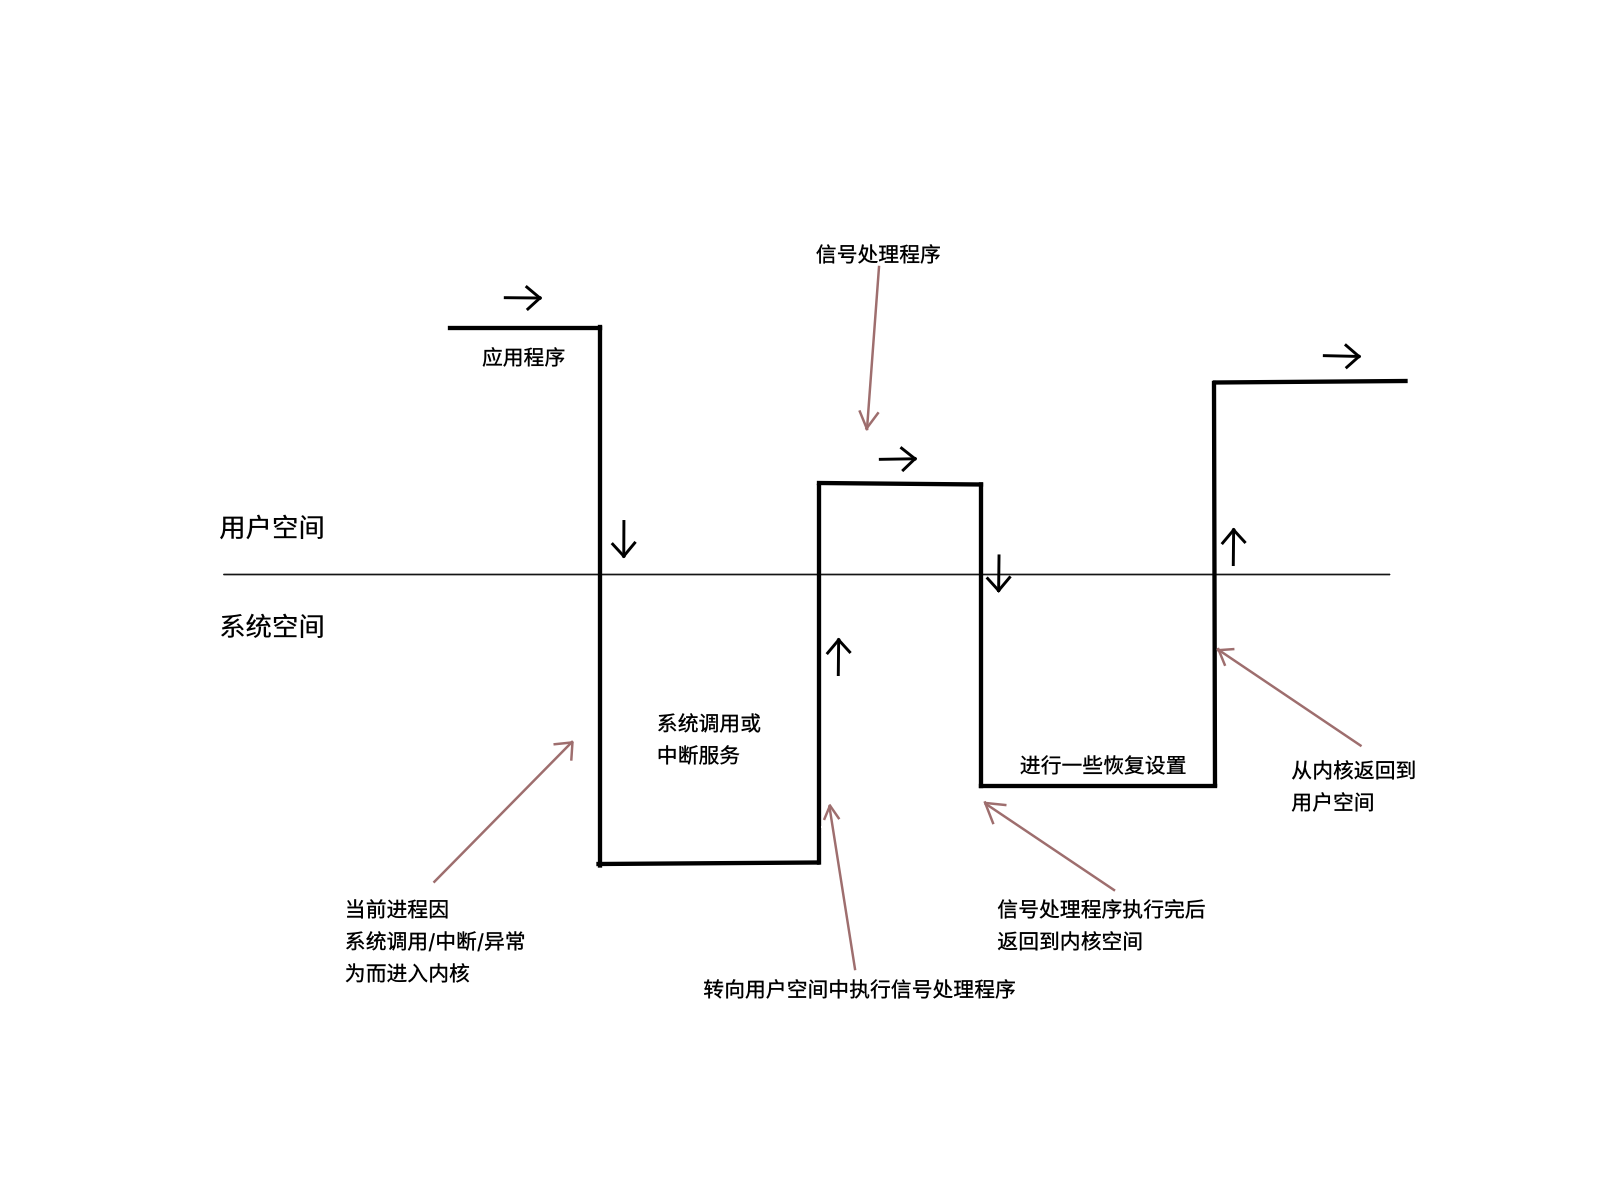 信号处理程序
应用程序
用户空间
系统空间
系统调用或
中断服务
进行一些恢复设置
从内核返回到
用户空间
当前进程因
系统调用/中断/异常
为而进入内核
信号处理程序执行完后
返回到内核空间
转向用户空间中执行信号处理程序